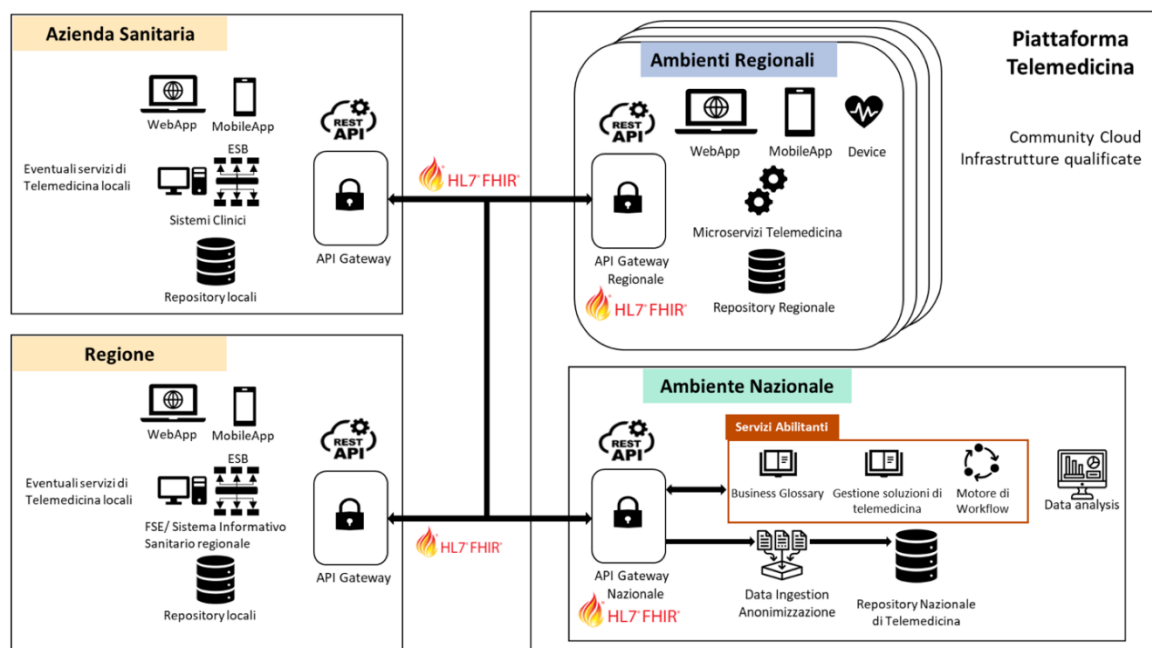 Azienda Sanitaria
WebApp
MobileApp
REST
API
Eventuali servizi di
Telemedicina locali
ESB
Sistemi Clinici
API Gateway
Repository locali
HL7 FHIR
Piattaforma
Telemedicina
Community Cloud
Infrastrutture qualificate
Ambienti Regionali
REST
API
WebApp
MobileApp
Device
Microservizi Telemedicina
API Gateway
Regionale
Repository Regionale
HL7 FHIR
Regione
WebApp
MobileApp
REST
API
Eventuali servizi di
Telemedicina locali
ESB
FSE/ Sistema Informativo
Sanitario regionale
API Gateway
Repository locali
HL7 FHIR
Ambiente Nazionale
REST
API
Servizi Abilitanti
Business Glossary
Gestione soluzioni di
telemedicina
Motore di
Workflow
Data analysis
API Gateway
Nazionale
HL7 FHIR
Data Ingestion
Anonimizzazione
Repository Nazionale
di Telemedicina